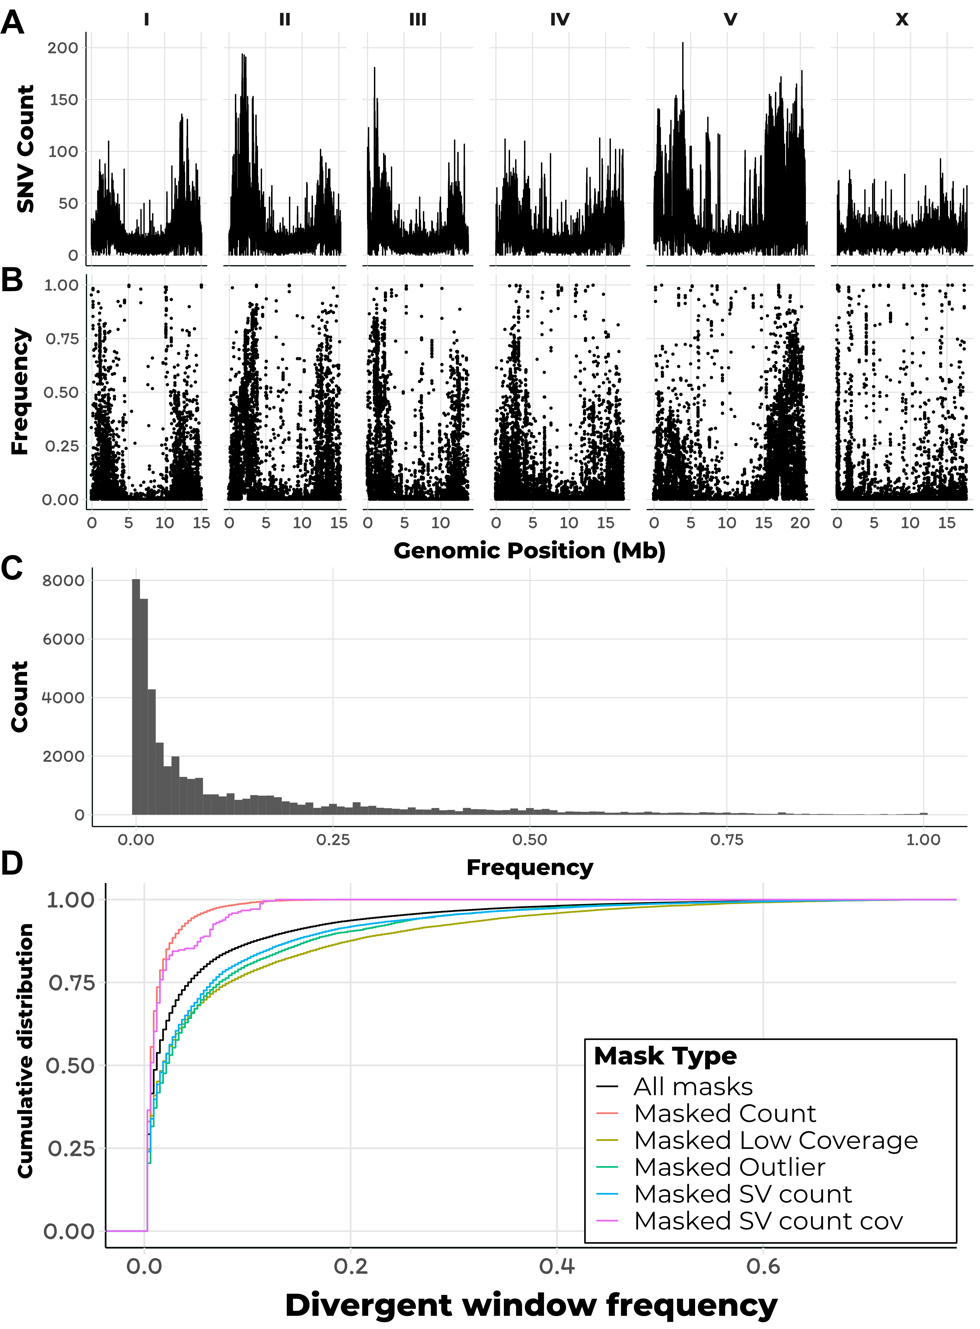 A
I II III IV V X
SNV Count
200
150
100
50
0
B
Frequency
1.00
0.75
0.50
0.25
0.00
0 5 10 15 0 5 10 15 0 5 10 0 5 10 15 0 5 10 15 20 0 5 10 15
Genomic Position (Mb)
C
Count
8000
6000
4000
2000
0
0.00 0.25 0.50 0.75 1.00
Frequency
D
Cumulative distribution
1.00
0.75
0.50
0.25
0.00
Mask Type
All masks
Masked Count
Masked Low Coverage
Masked Outlier
Masked SV count
Masked SV count cov
0.0 0.2 0.4 0.6
Divergent window frequency